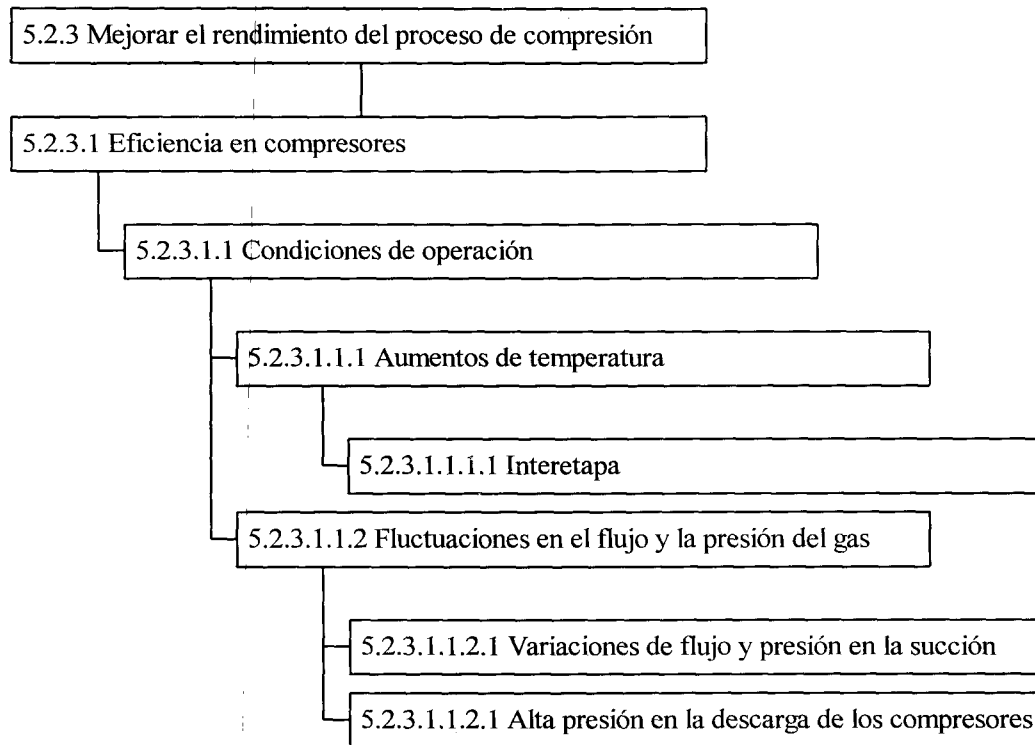 5.2.3 Mejorar el rendimiento del proceso de compresión
5.2.3.1 Eficiencia en compresores
5.2.3.1.1 Condiciones de operación
5.2.3.1.1.1 Aumentos de temperatura
5.2.3.1.1.1.1 Interetapa
5.2.3.1.1.2 Fluctuaciones en el flujo y la presión del gas
5.2.3.1.1.2.1 Variaciones de flujo y presión en la succión
5.2.3.1.1.2.1 Alta presión en la descarga de los compresores